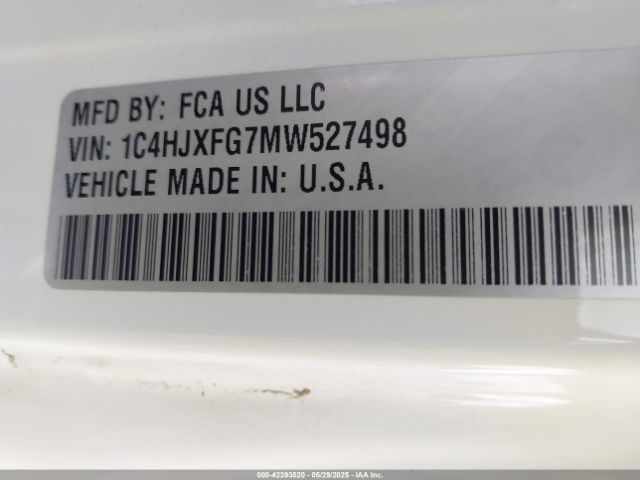 MFD BY: FCA US LLC
VIN: 1C4HJXFG7MW527498
VEHICLE MADE IN: U.S.A.
000-42393520 - 05/29/2025 - IAA Inc.